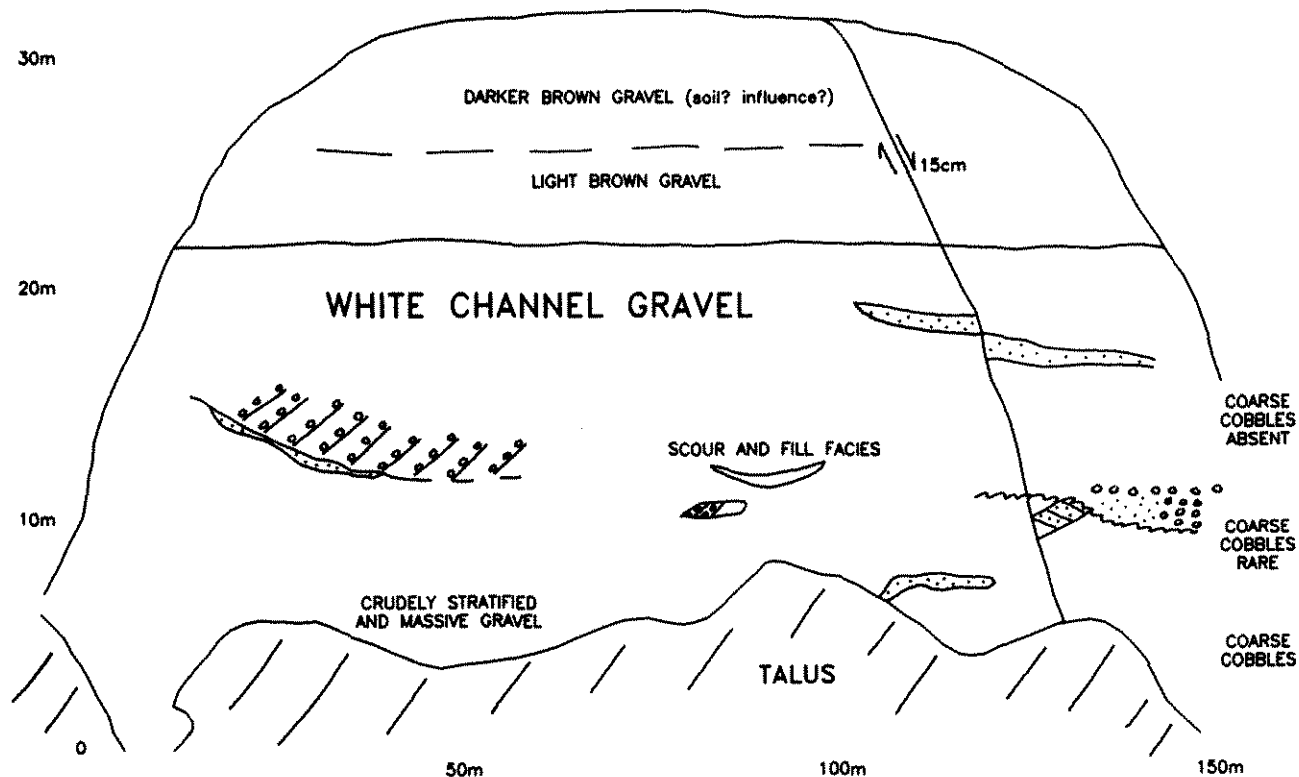 30m
DARKER BROWN GRAVEL (soil? influence?)
15cm
LIGHT BROWN GRAVEL
20m
WHITE CHANNEL GRAVEL
COARSE
COBBLES
ABSENT
SCOUR AND FILL FACIES
10m
COARSE
COBBLES
RARE
CRUDELY STRATIFIED
AND MASSIVE GRAVEL
COARSE
COBBLES
TALUS
0
50m
100m
150m